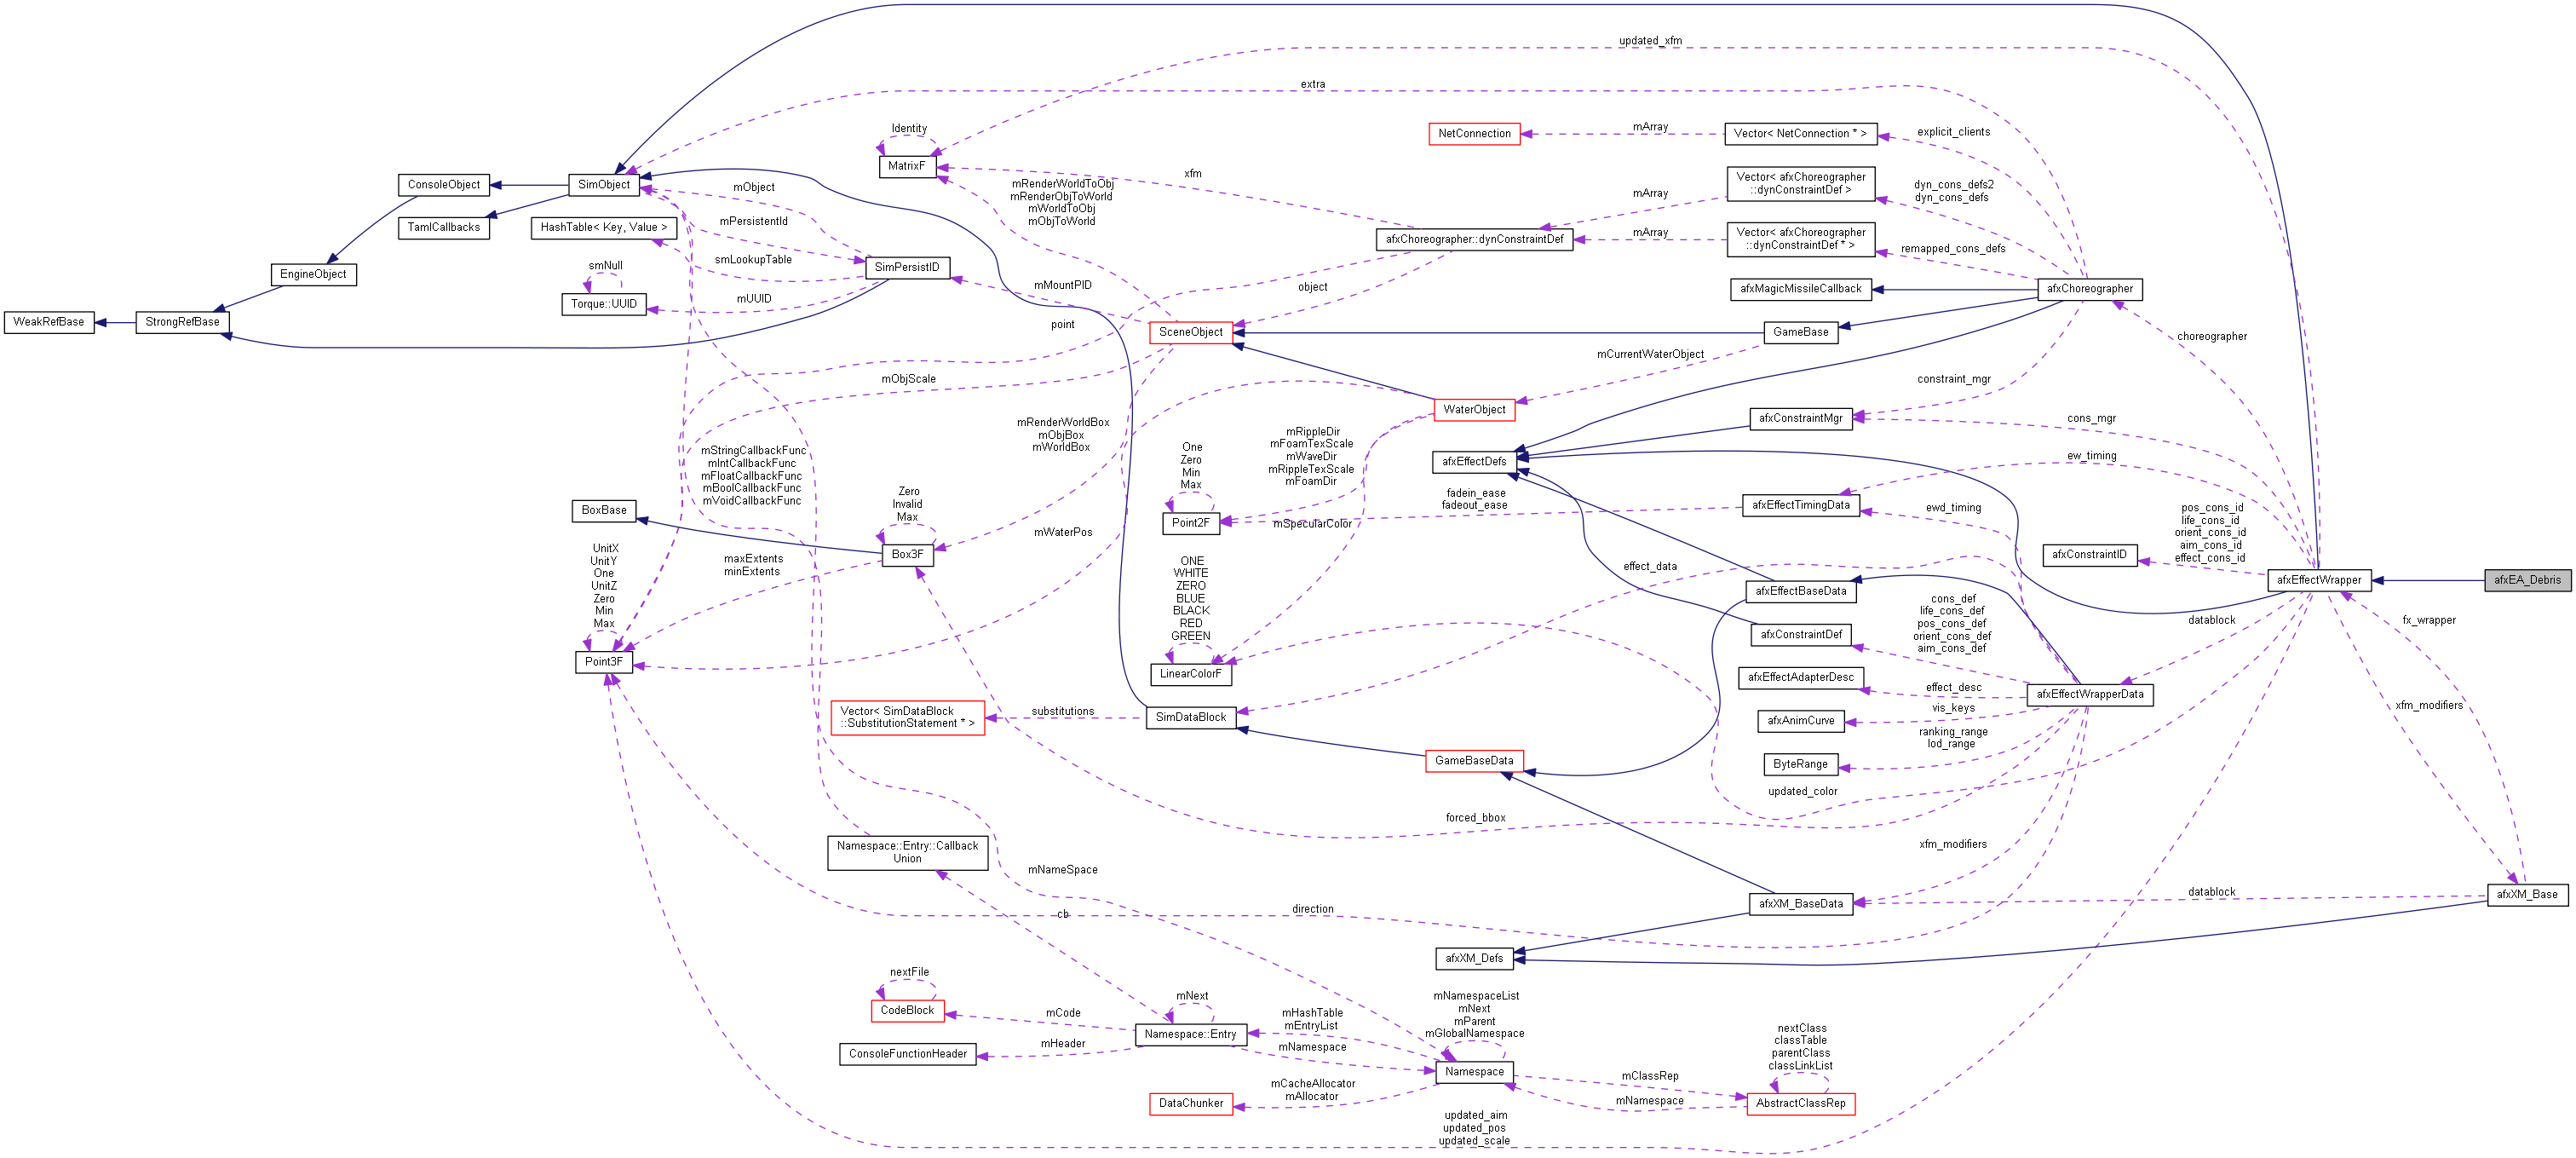 updated_xfm
extra
Identity
MatrixF
NetConnection
mArray
Vector< NetConnection * >
explicit_clients
ConsoleObject
SimObject
mObject
mRenderWorldToObj
mRenderObjToWorld
mWorldToObj
mObjToWorld
xfm
mArray
Vector< afxChoreographer
::dynConstraintDef >
dyn_cons_defs2
dyn_cons_defs
TamlCallbacks
HashTable< Key, Value >
mPersistentId
afxChoreographer::dynConstraintDef
mArray
Vector< afxChoreographer
::dynConstraintDef * >
remapped_cons_defs
EngineObject
smNull
smLookupTable
SimPersistID
Torque::UUID
mUUID
mMountPID
object
afxMagicMissileCallback
afxChoreographer
WeakRefBase
StrongRefBase
point
SceneObject
GameBase
choreographer
mCurrentWaterObject
mObjScale
constraint_mgr
WaterObject
afxConstraintMgr
cons_mgr
mRenderWorldBox
mObjBox
mWorldBox
mRippleDir
mFoamTexScale
mWaveDir
mRippleTexScale
mFoamDir
mStringCallbackFunc
mIntCallbackFunc
mFloatCallbackFunc
mBoolCallbackFunc
mVoidCallbackFunc
One
Zero
Min
Max
afxEffectDefs
ew_timing
Zero
Invalid
Max
fadein_ease
fadeout_ease
afxEffectTimingData
ewd_timing
BoxBase
Point2F
mSpecularColor
mWaterPos
pos_cons_id
life_cons_id
orient_cons_id
aim_cons_id
effect_cons_id
afxConstraintID
Box3F
maxExtents
minExtents
UnitX
UnitY
One
UnitZ
Zero
Min
Max
ONE
WHITE
ZERO
BLUE
BLACK
RED
GREEN
effect_data
afxEffectBaseData
afxEffectWrapper
afxEA_Debris
cons_def
life_cons_def
pos_cons_def
orient_cons_def
aim_cons_def
datablock
fx_wrapper
afxConstraintDef
Point3F
LinearColorF
afxEffectAdapterDesc
effect_desc
afxEffectWrapperData
Vector< SimDataBlock
::SubstitutionStatement * >
substitutions
SimDataBlock
afxAnimCurve
vis_keys
xfm_modifiers
ranking_range
lod_range
GameBaseData
ByteRange
updated_color
forced_bbox
Namespace::Entry::Callback
Union
xfm_modifiers
mNameSpace
datablock
afxXM_Base
cb
direction
afxXM_BaseData
afxXM_Defs
nextFile
CodeBlock
mCode
mNext
Namespace::Entry
mHashTable
mEntryList
mNamespaceList
mNext
mParent
mGlobalNamespace
nextClass
classTable
parentClass
classLinkList
ConsoleFunctionHeader
mHeader
mNamespace
Namespace
mClassRep
DataChunker
mCacheAllocator
mAllocator
mNamespace
AbstractClassRep
updated_aim
updated_pos
updated_scale